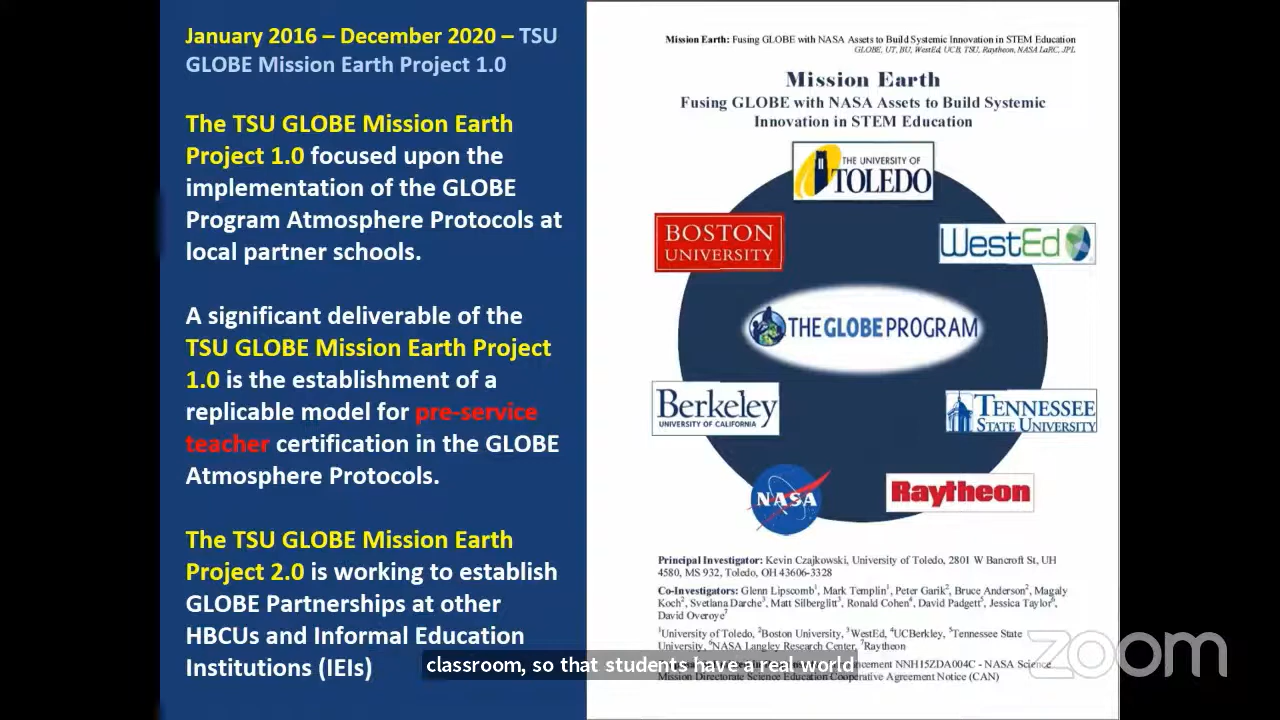 January 2016 – December 2020 – TSU
GLOBE Mission Earth Project 1.0
The TSU GLOBE Mission Earth
Project 1.0 focused upon the
implementation of the GLOBE
Program Atmosphere Protocols at
local partner schools.
A significant deliverable of the
TSU GLOBE Mission Earth Project
1.0 is the establishment of a
replicable model for pre-service
teacher certification in the GLOBE
Atmosphere Protocols.
The TSU GLOBE Mission Earth
Project 2.0 is working to establish
GLOBE Partnerships at other
HBCUs and Informal Education
Institutions (IEIs)
Mission Earth: Fusing GLOBE with NASA Assets to Build Systemic Innovation in STEM Education
GLOBE, UT, BU, WestEd, UCB, TSU, Raytheon, NASA LaRC, JPL
Mission Earth
Fusing GLOBE with NASA Assets to Build Systemic
Innovation in STEM Education
THE UNIVERSITY OF
TOLEDO
BOSTON
UNIVERSITY
WestEd
THE GLOBE PROGRAM
Berkeley
UNIVERSITY OF CALIFORNIA
TENNESSEE
STATE UNIVERSITY
NASA
Raytheon
Principal Investigator: Kevin Czajkowski, University of Toledo, 2801 W Bancroft St, UH
4580, MS 932, Toledo, OH 43606-3328
Co-Investigators: Glenn Lipscomb1, Mark Templin1, Peter Garik2, Bruce Anderson2, Magaly
Koch2, Svetlana Darche3, Matt Silberglitt3, Ronald Cohen4, David Padgett5, Jessica Taylor6,
David Overoye7
1University of Toledo, 2Boston University, 3WestEd, 4UCBerkeley, 5Tennessee State
University, 6NASA Langley Research Center, 7Raytheon
NNH15ZDA004C - NASA Science
Mission Directorate Science Education Cooperative Agreement Notice (CAN)
classroom, so that students have a real world
zoom